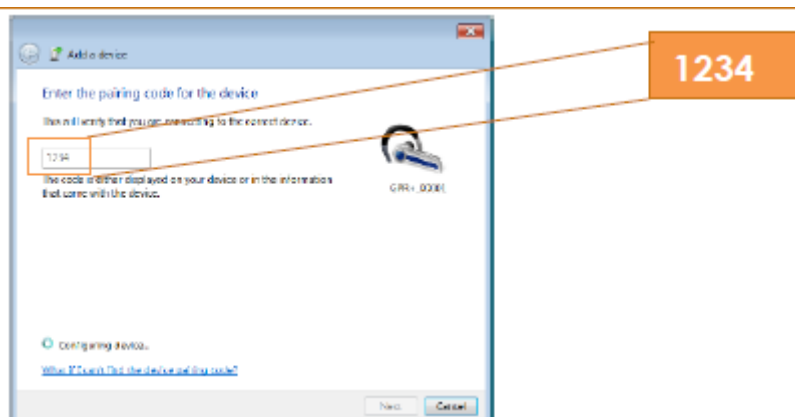 Add a device
Enter the pairing code for the device
This will verify that you are connecting to the correct device.
1234
1234
The code is either displayed on your device or in the information
that came with the device.
Configuring device...
What if I can't find the device pairing code?
Next
Cancel